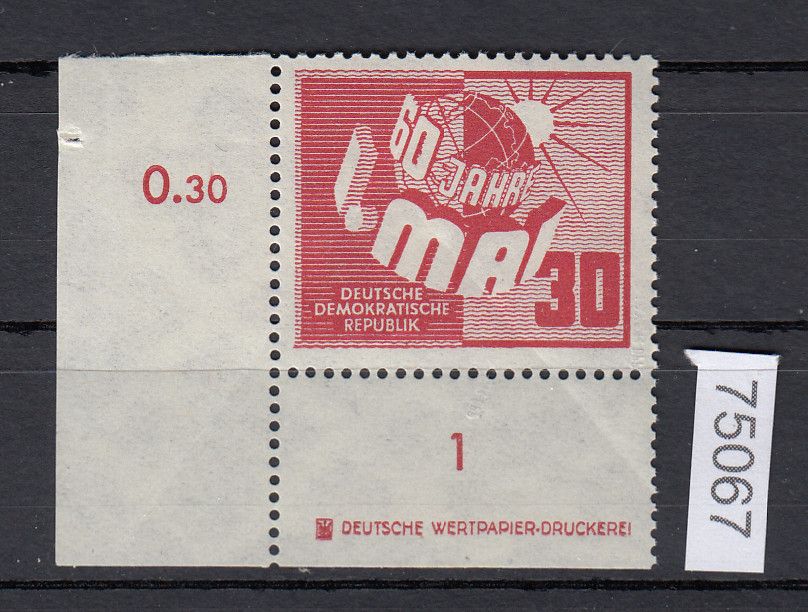 0.30
60 JAHRE
1. MAI
DEUTSCHE
DEMOKRATISCHE
REPUBLIK
30
1
DEUTSCHE WERTPAPIER-DRUCKEREI
75067